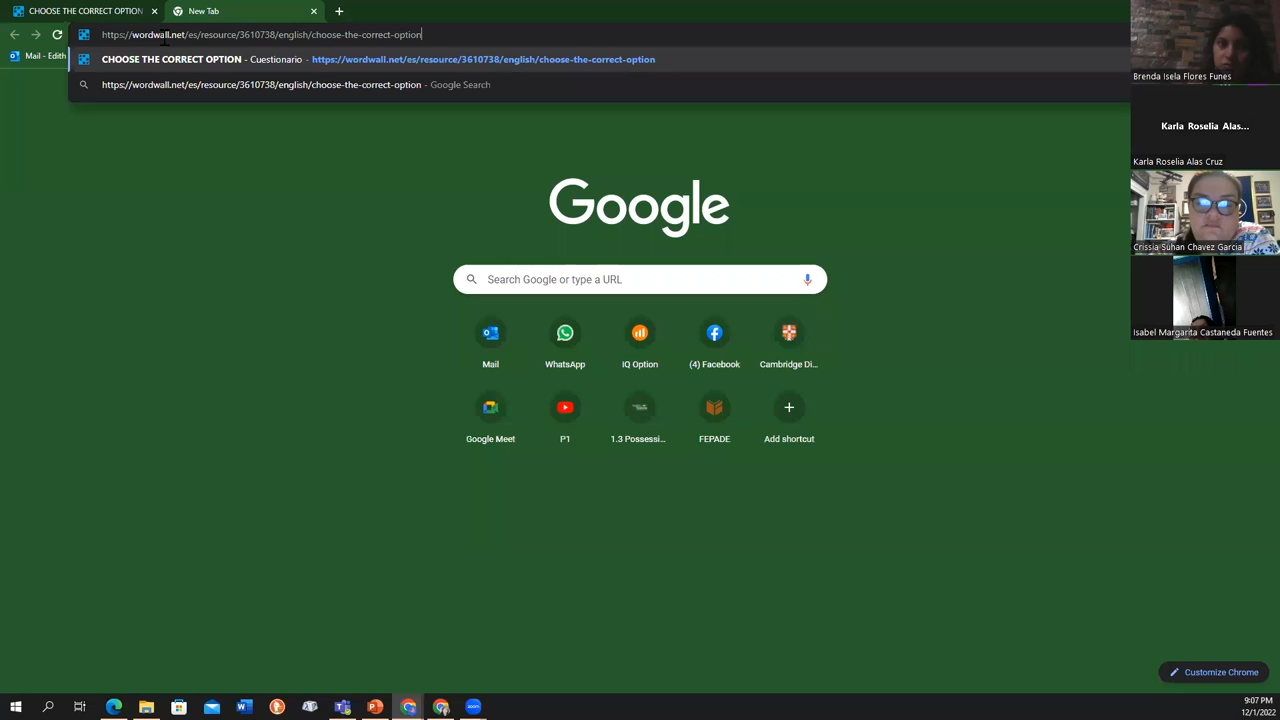 CHOOSE THE CORRECT OPTION
New Tab
https://wordwall.net/es/resource/3610738/english/choose-the-correct-option
Mail - Edith
CHOOSE THE CORRECT OPTION - Cuestionario - https://wordwall.net/es/resource/3610738/english/choose-the-correct-option
https://wordwall.net/es/resource/3610738/english/choose-the-correct-option - Google Search
Brenda Isela Flores Funes
Karla Roselia Alas...
Karla Roselia Alas Cruz
Crissia Suhan Chavez Garcia
Isabel Margarita Castaneda Fuentes
Google
Search Google or type a URL
Mail
WhatsApp
IQ Option
(4) Facebook
Cambridge Di...
Google Meet
P1
1.3 Possessi...
FEPADE
Add shortcut
Customize Chrome
9:07 PM
12/1/2022